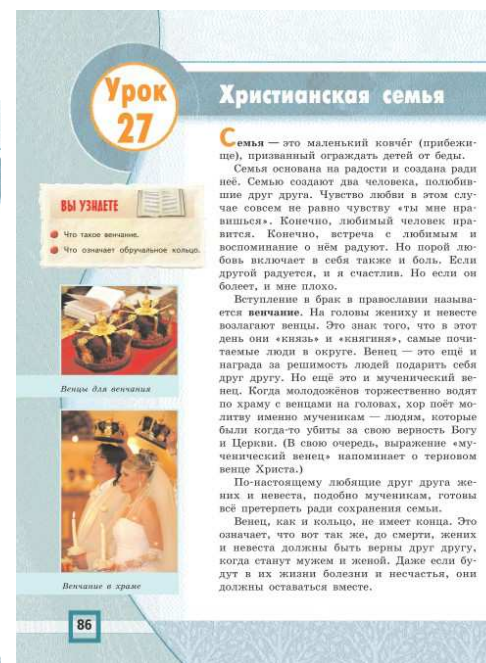 Урок
27
Христианская семья
ВЫ УЗНАЕТЕ
Что такое венчание.
Что означает обручальное кольцо.
Венцы для венчания
Венчание в храме
Семья — это маленький ковчéг (прибежи-
ще), призванный ограждать детей от беды.
Семья основана на радости и создана ради
неё. Семью создают два человека, полюбив-
шие друг друга. Чувство любви в этом слу-
чае совсем не равно чувству «ты мне нра-
вишься». Конечно, любимый человек нра-
вится. Конечно, встреча с любимым и
воспоминание о нём радуют. Но порой лю-
бовь включает в себя также и боль. Если
другой радуется, и я счастлив. Но если он
болеет, и мне плохо.
Вступление в брак в православии называ-
ется венчание. На головы жениху и невесте
возлагают венцы. Это знак того, что в этот
день они «князь» и «княгиня», самые почи-
таемые люди в округе. Венец — это ещё и
награда за решимость людей подарить себя
друг другу. Но ещё это и мученический ве-
нец. Когда молодожёнов торжественно водят
по храму с венцами на головах, хор поёт мо-
литву именно мученикам — людям, которые
были когда-то убиты за свою верность Богу
и Церкви. (В свою очередь, выражение «му-
ченический венец» напоминает о терновом
венце Христа.)
По-настоящему любящие друг друга же-
них и невеста, подобно мученикам, готовы
всё претерпеть ради сохранения семьи.
Венец, как и кольцо, не имеет конца. Это
означает, что вот так же, до смерти, жених
и невеста должны быть верны друг другу,
когда станут мужем и женой. Даже если бу-
дут в их жизни болезни и несчастья, они
должны оставаться вместе.
86